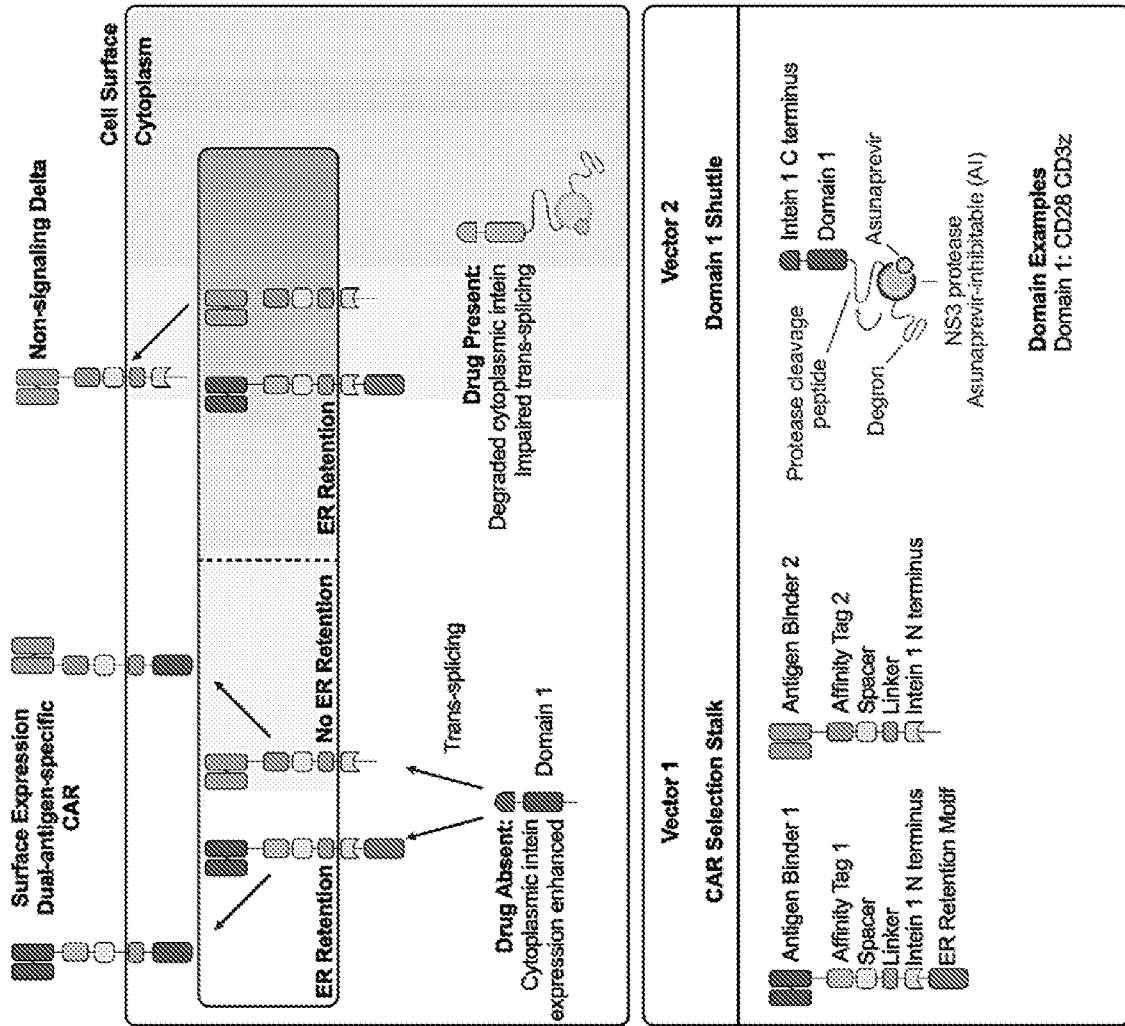 Surface Expression
Dual-antigen-specific
CAR
Non-signaling Delta
Cell Surface
Cytoplasm
ER Retention
No ER Retention
ER Retention
Trans-splicing
Drug Absent:
Cytoplasmic intein
expression enhanced
Domain 1
Drug Present:
Degraded cytoplasmic intein
Impaired trans-splicing
Vector 1
CAR Selection Stalk
Antigen Binder 1
Affinity Tag 1
Spacer
Linker
Intein 1 N terminus
ER Retention Motif
Antigen Binder 2
Affinity Tag 2
Spacer
Linker
Intein 1 N terminus
Vector 2
Domain 1 Shuttle
Intein 1 C terminus
Domain 1
Protease cleavage
peptide
Asunaprevir
Degron
NS3 protease
Asunaprevir-inhibitable (AI)
Domain Examples
Domain 1: CD28 CD3z